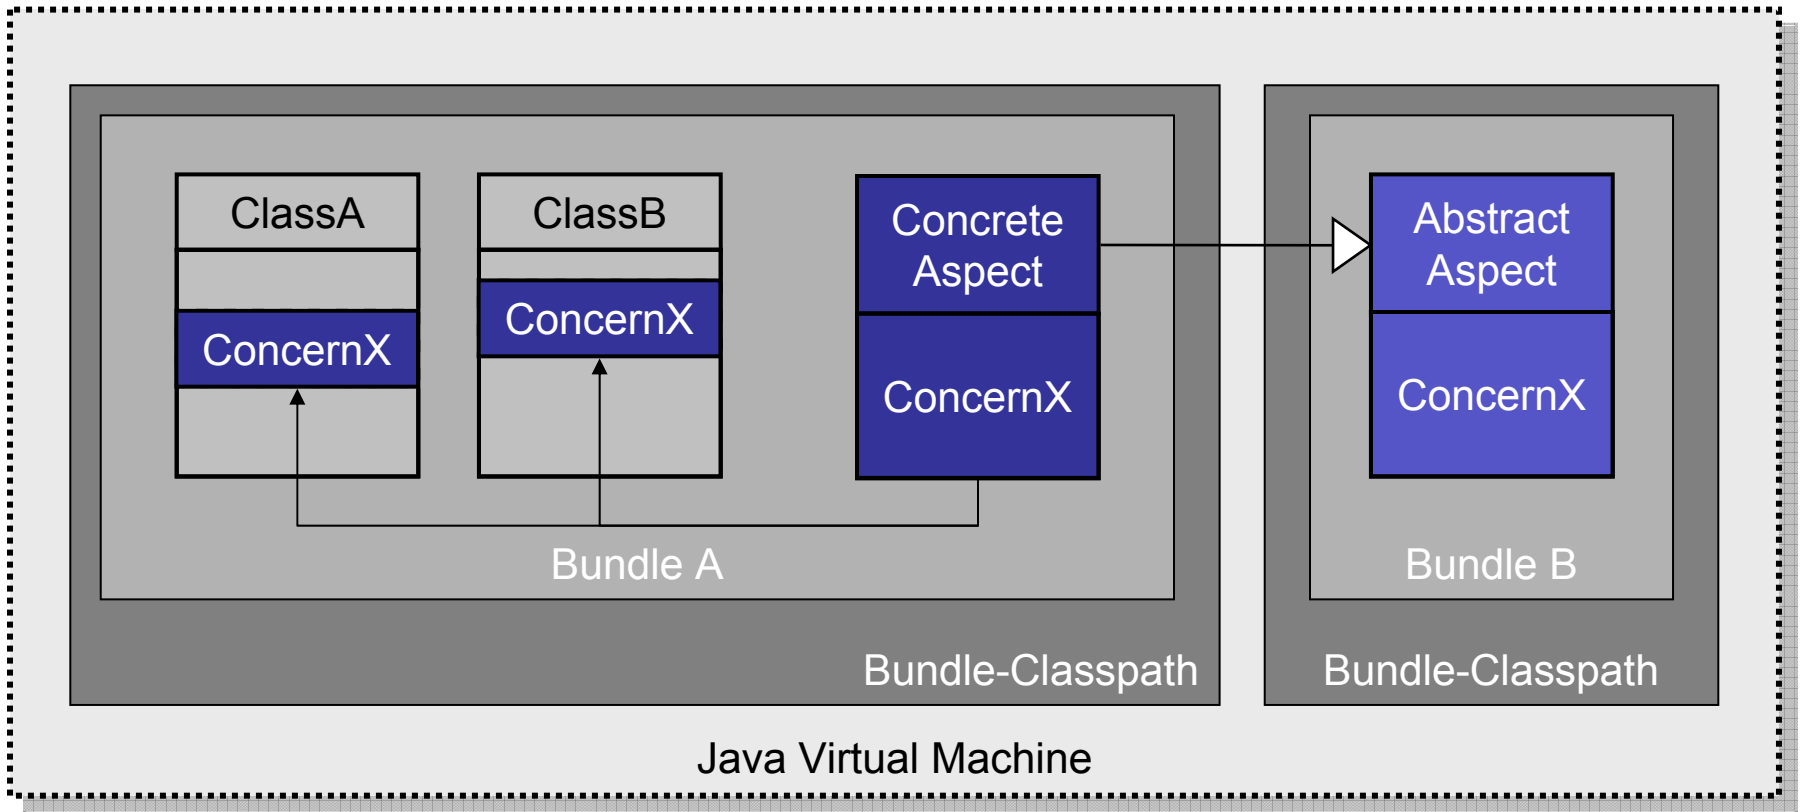 ClassA
ConcernX
ClassB
ConcernX
Concrete
Aspect
ConcernX
Abstract
Aspect
ConcernX
Bundle A
Bundle B
Bundle-Classpath
Bundle-Classpath
Java Virtual Machine